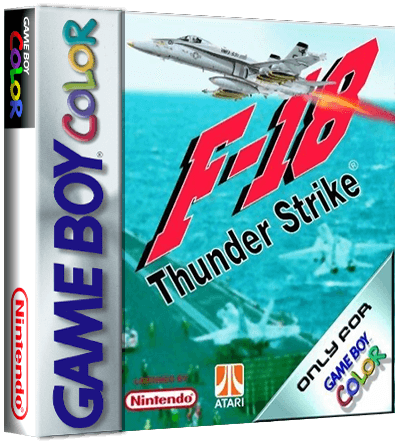 GAME BOY
COLOR
Nintendo
GAME BOY COLOR
F-18
Thunder Strike®
LICENSED BY
Nintendo
ATARI
ONLY FOR
GAME BOY
COLOR